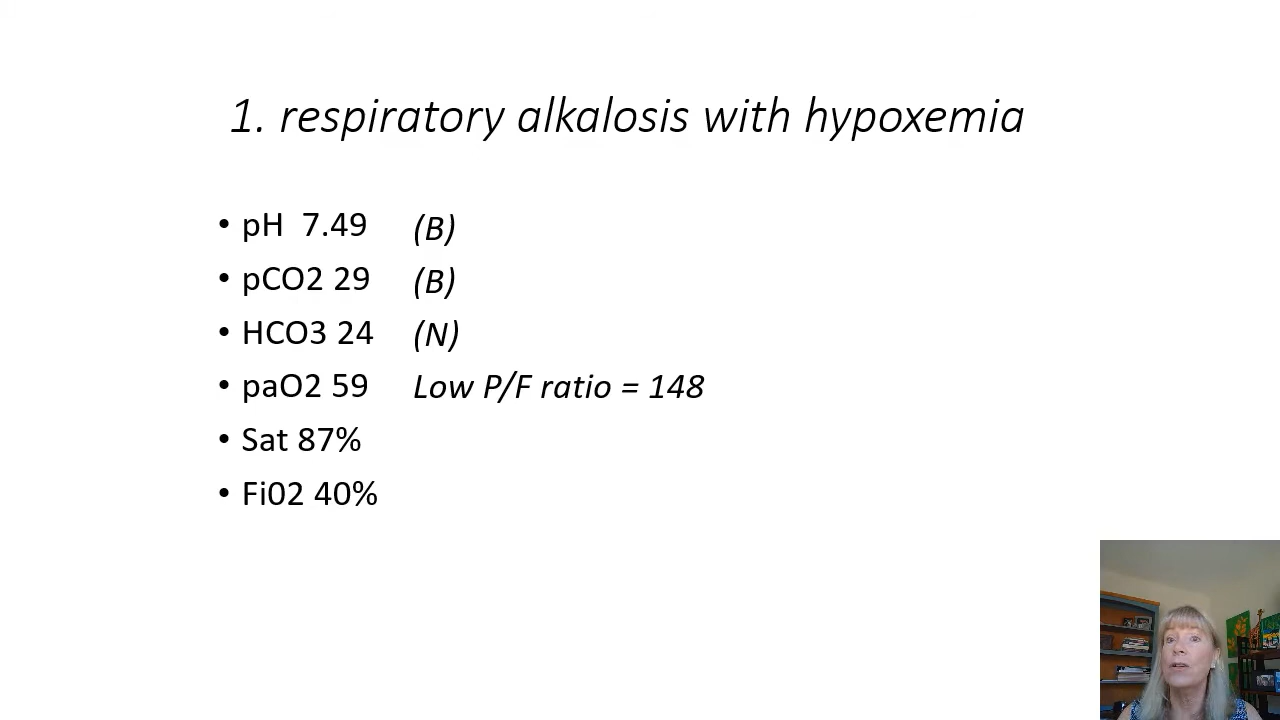 1. respiratory alkalosis with hypoxemia
• pH  7.49 (B)
• pCO2 29 (B)
• HCO3 24 (N)
• paO2 59 Low P/F ratio = 148
• Sat 87%
• Fi02 40%